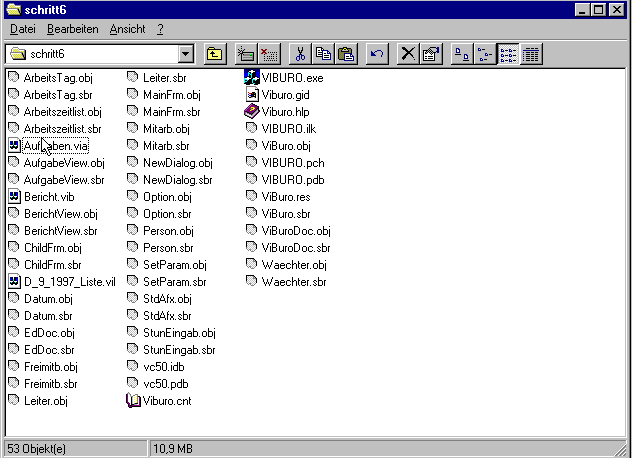 schritt6
Datei Bearbeiten Ansicht ?
schritt6
ArbeitsTag.obj
ArbeitsTag.sbr
Arbeitszeitlist.obj
Arbeitszeitlist.sbr
Aufgaben.via
AufgabeView.obj
AufgabeView.sbr
Bericht.vib
BerichtView.obj
BerichtView.sbr
ChildFrm.obj
ChildFrm.sbr
D_9_1997_Liste.vil
Datum.obj
Datum.sbr
EdDoc.obj
EdDoc.sbr
Freimitb.obj
Freimitb.sbr
Leiter.obj
Leiter.sbr
MainFrm.obj
MainFrm.sbr
Mitarb.obj
Mitarb.sbr
NewDialog.obj
NewDialog.sbr
Option.obj
Option.sbr
Person.obj
Person.sbr
SetParam.obj
SetParam.sbr
StdAfx.obj
StdAfx.sbr
StunEingab.obj
StunEingab.sbr
vc50.idb
vc50.pdb
Viburo.cnt
VIBURO.exe
Viburo.gid
Viburo.hlp
VIBURO.ilk
ViBuro.obj
VIBURO.pch
VIBURO.pdb
ViBuro.res
ViBuro.sbr
ViBuroDoc.obj
ViBuroDoc.sbr
Waechter.obj
Waechter.sbr
53 Objekt(e) 10,9 MB